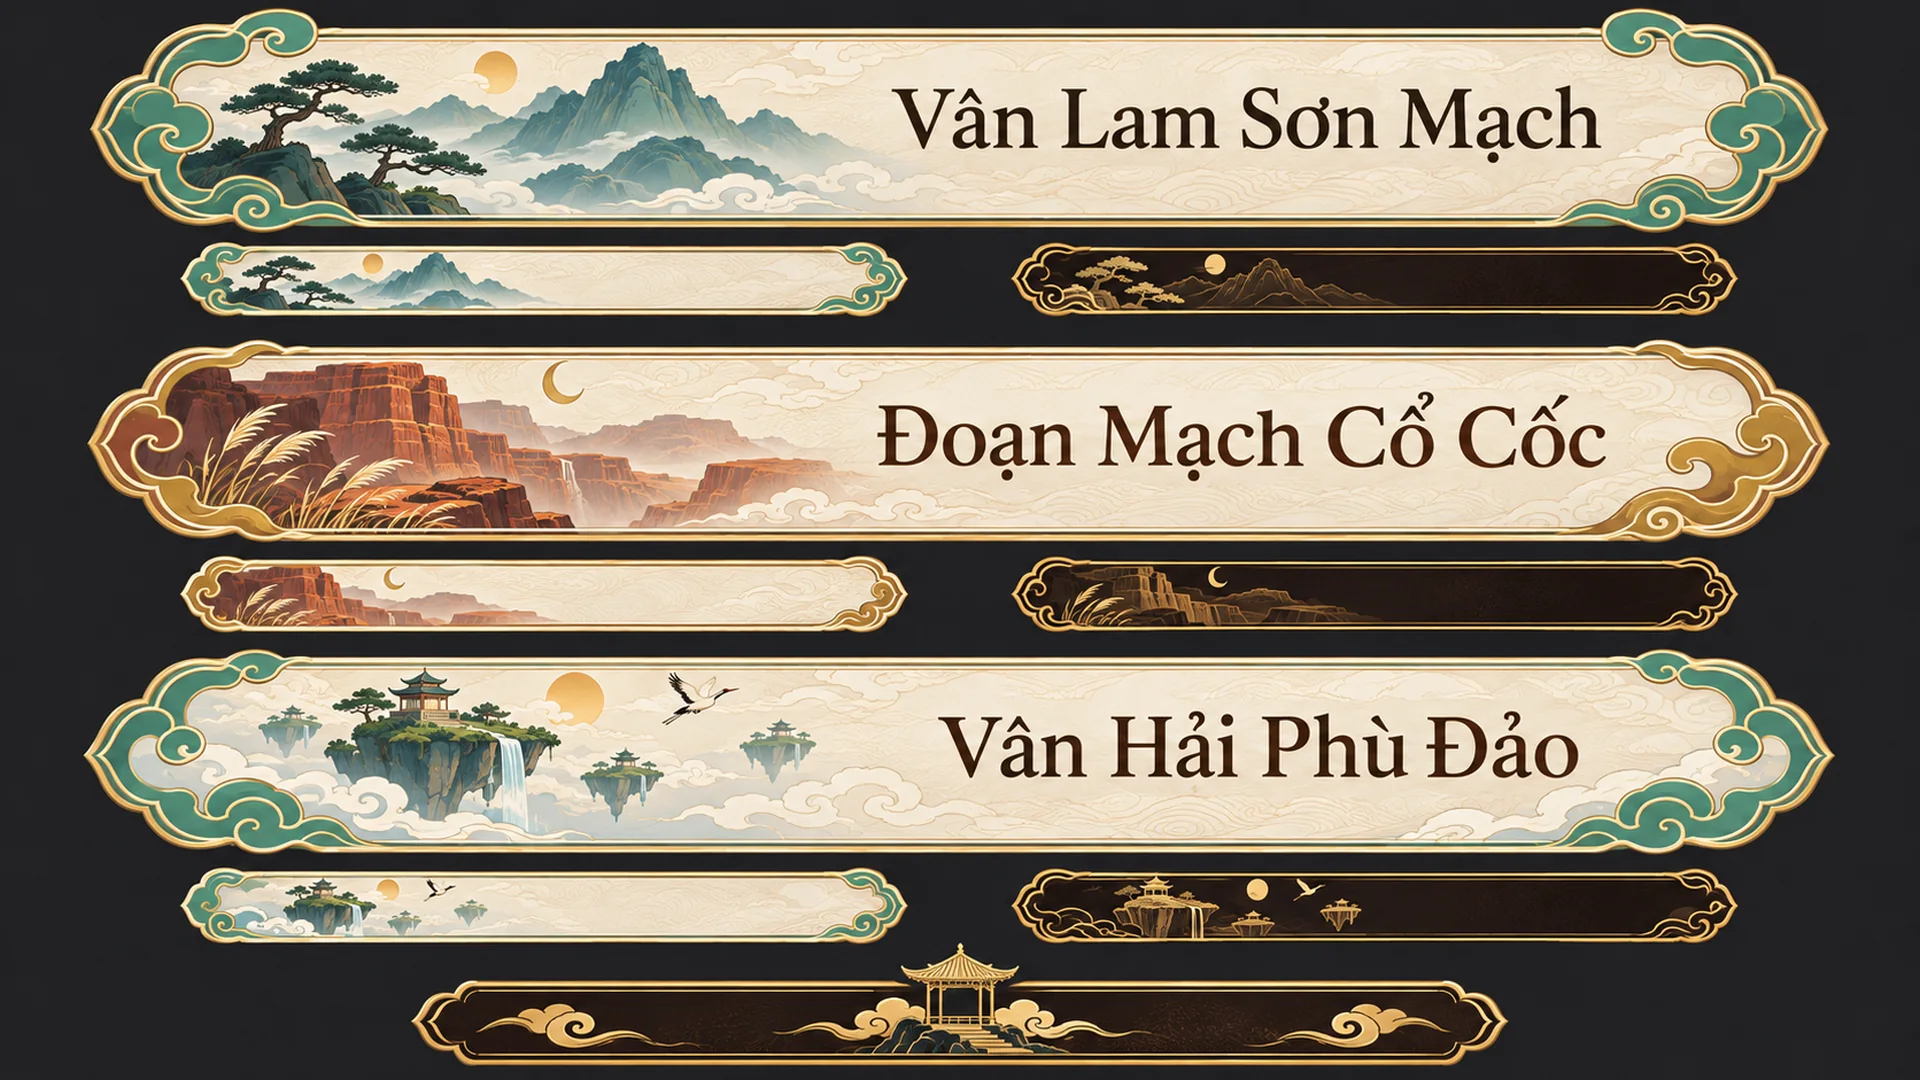 Vân Lam Sơn Mạch
Đoạn Mạch Cổ Cốc
Vân Hải Phù Đảo